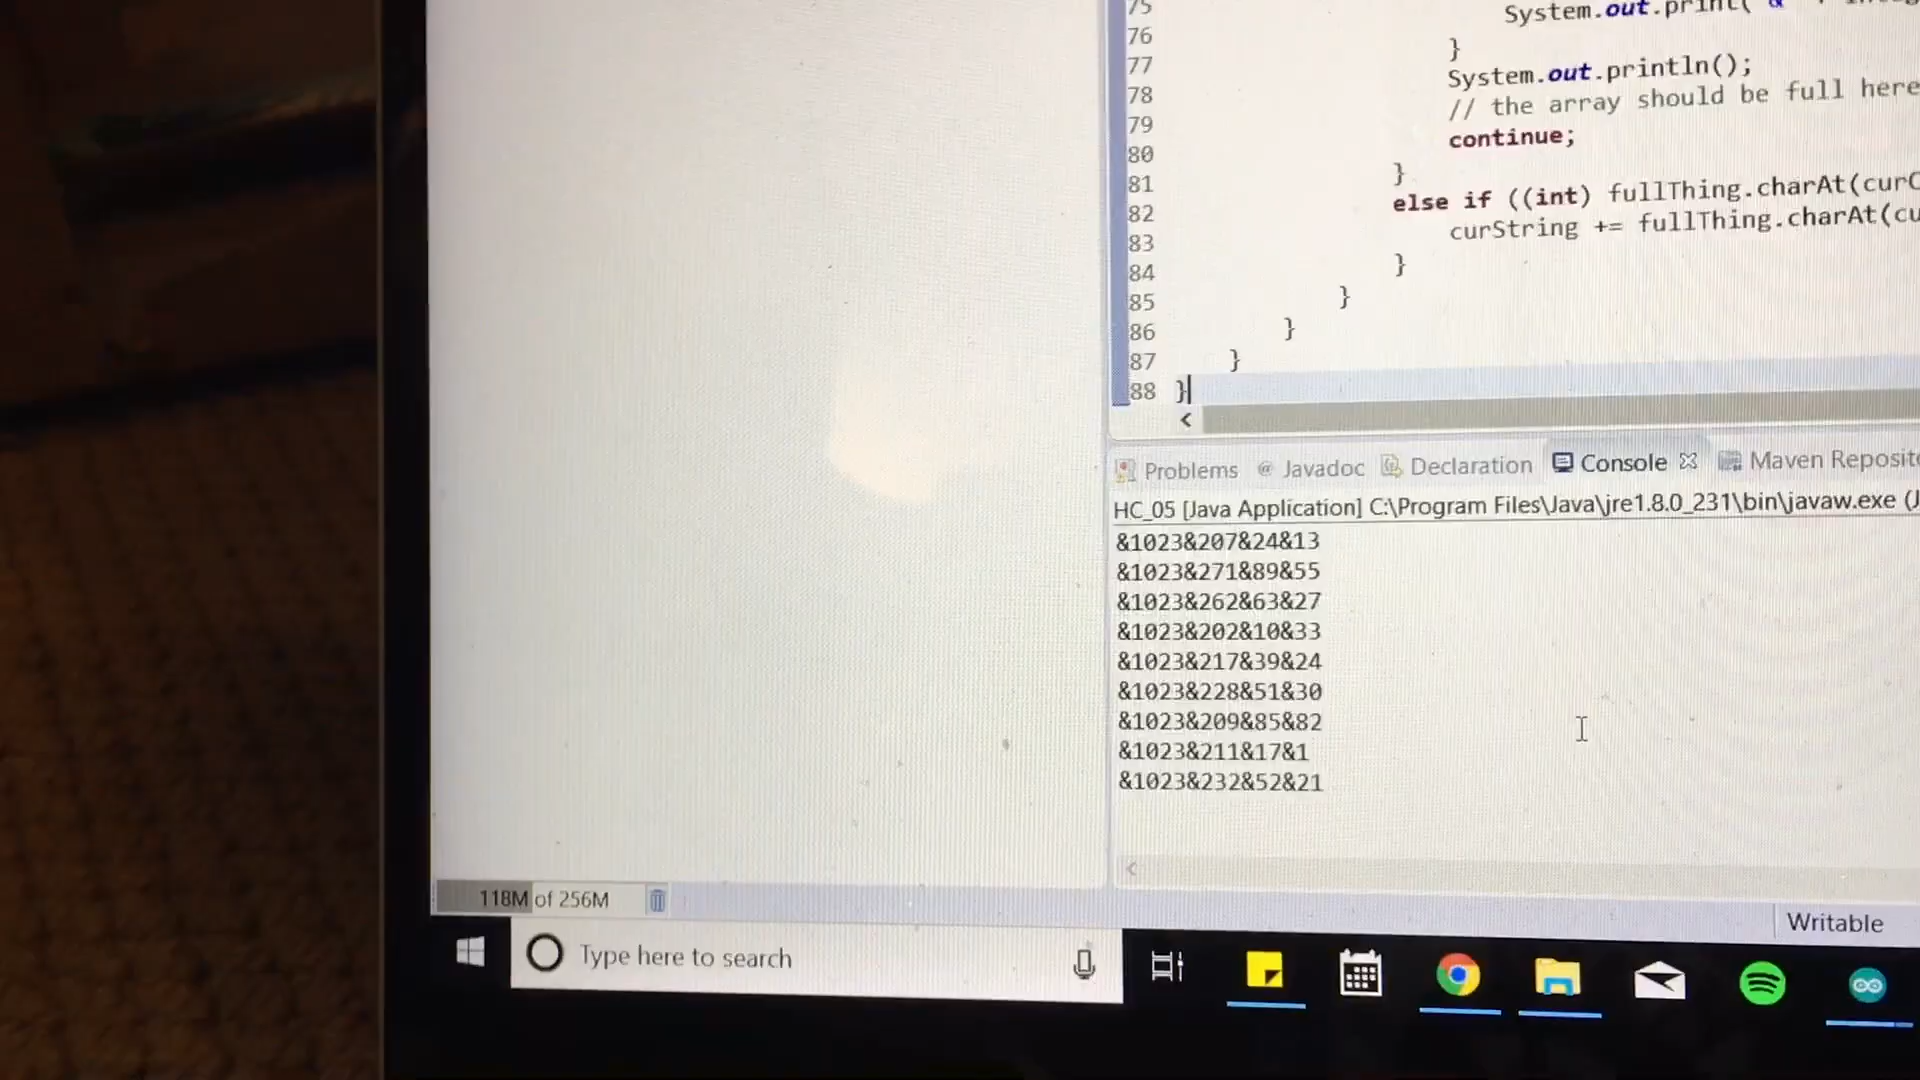 75 System.out.print( &
76 }
77 System.out.println();
78 // the array should be full here
79 continue;
80 }
81 else if ((int) fullThing.charAt(curC
82 curString += fullThing.charAt(cu
83 }
84 }
85 }
86 }
87
88 }
Problems @ Javadoc Declaration Console Maven Reposit
HC_05 [Java Application] C:\Program Files\Java\jre1.8.0_231\bin\javaw.exe (J
&1023&207&24&13
&1023&271&89&55
&1023&262&63&27
&1023&202&10&33
&1023&217&39&24
&1023&228&51&30
&1023&209&85&82
&1023&211&17&1
&1023&232&52&21
118M of 256M
Writable
Type here to search